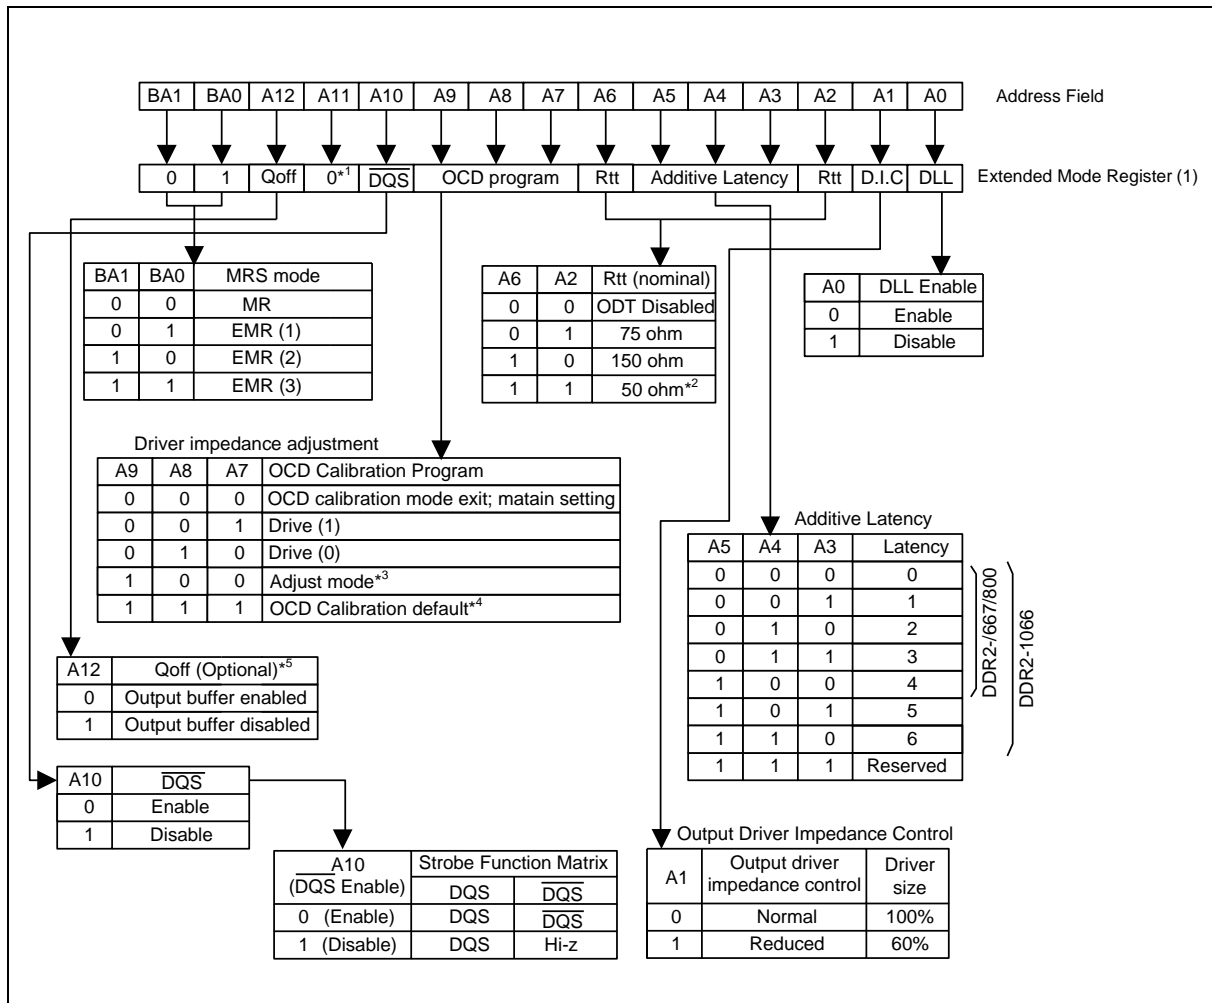 BA1 BA0 A12 A11 A10 A9 A8 A7 A6 A5 A4 A3 A2 A1 A0 Address Field
0 1 Qoff 0*1 DQS OCD program Rtt Additive Latency Rtt D.I.C DLL Extended Mode Register (1)
BA1 BA0 MRS mode
0 0 MR
0 1 EMR (1)
1 0 EMR (2)
1 1 EMR (3)
A6 A2 Rtt (nominal)
0 0 ODT Disabled
0 1 75 ohm
1 0 150 ohm
1 1 50 ohm*2
A0 DLL Enable
0 Enable
1 Disable
Driver impedance adjustment
A9 A8 A7 OCD Calibration Program
0 0 0 OCD calibration mode exit; matain setting
0 0 1 Drive (1)
0 1 0 Drive (0)
1 0 0 Adjust mode*3
1 1 1 OCD Calibration default*4
Additive Latency
A5 A4 A3 Latency
0 0 0 0
0 0 1 1
0 1 0 2
0 1 1 3
1 0 0 4
1 0 1 5
1 1 0 6
1 1 1 Reserved
DDR2-/667/800
DDR2-1066
A12 Qoff (Optional)*5
0 Output buffer enabled
1 Output buffer disabled
A10 DQS
0 Enable
1 Disable
A10 (DQS Enable) Strobe Function Matrix
DQS DQS
0 (Enable) DQS DQS
1 (Disable) DQS Hi-z
Output Driver Impedance Control
A1 Output driver impedance control Driver size
0 Normal 100%
1 Reduced 60%